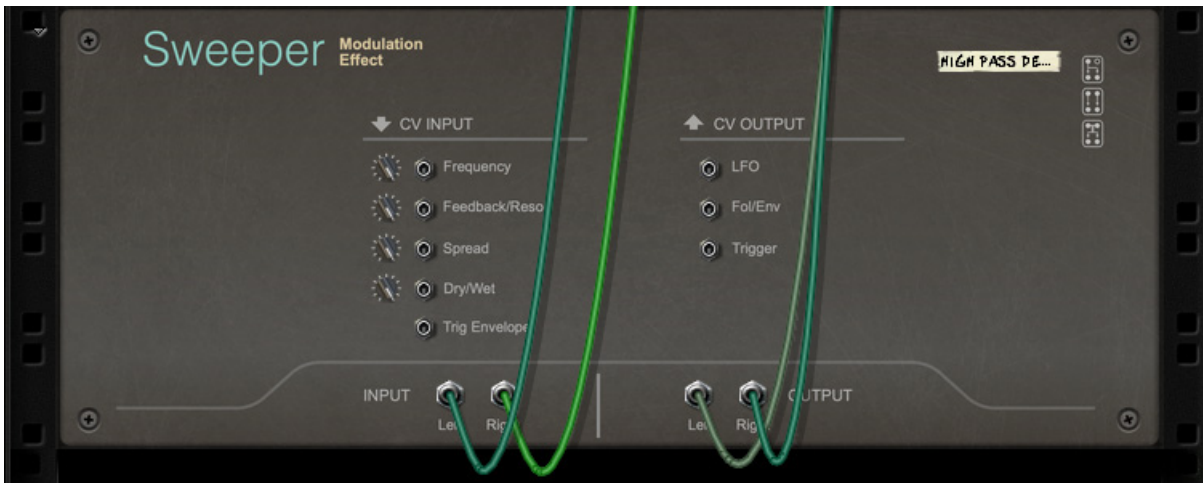 Sweeper Modulation
Effect
HIGH PASS DE...
CV INPUT
Frequency
Feedback/Reso
Spread
Dry/Wet
Trig Envelope
CV OUTPUT
LFO
Fol/Env
Trigger
INPUT
OUTPUT